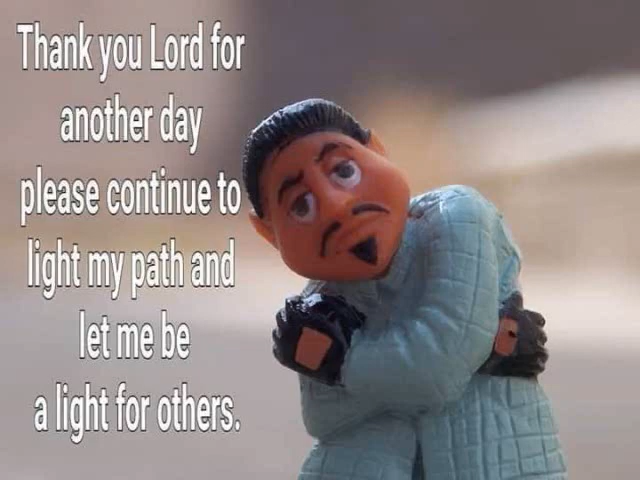 Thank you Lord for
another day
please continue to
light my path and
let me be
a light for others.